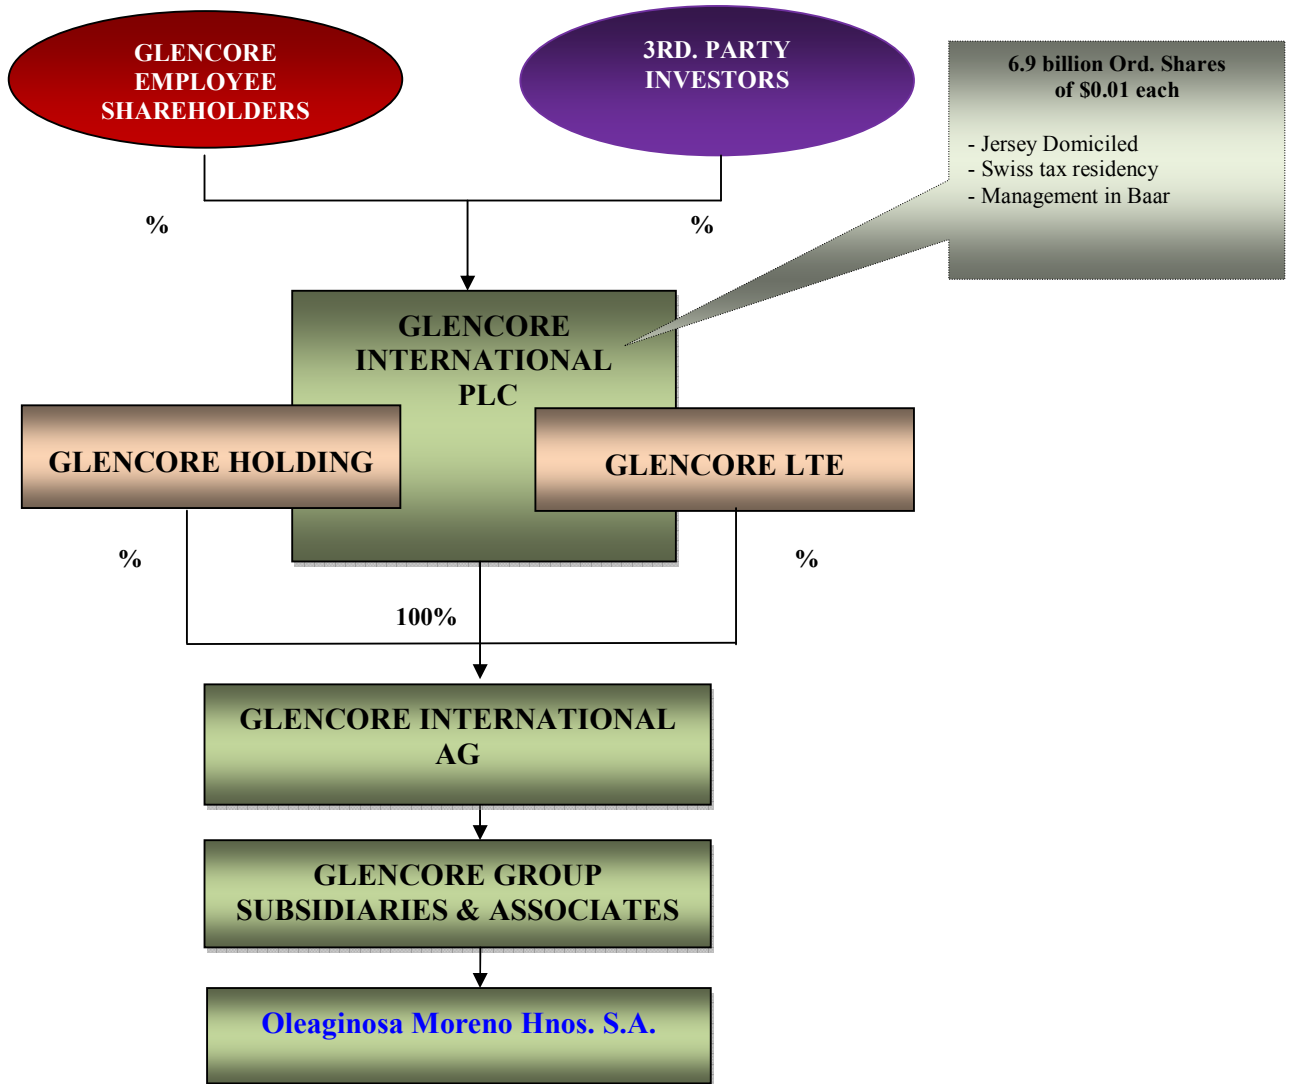 GLENCORE
EMPLOYEE
SHAREHOLDERS
3RD. PARTY
INVESTORS
6.9 billion Ord. Shares
of $0.01 each
- Jersey Domiciled
- Swiss tax residency
- Management in Baar
%
%
GLENCORE
INTERNATIONAL
PLC
GLENCORE HOLDING
GLENCORE LTE
%
%
100%
GLENCORE INTERNATIONAL
AG
GLENCORE GROUP
SUBSIDIARIES & ASSOCIATES
Oleaginosa Moreno Hnos. S.A.